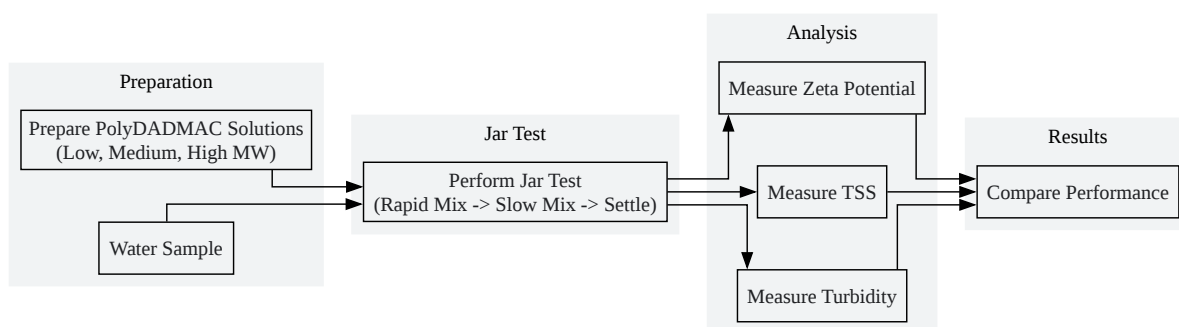 Preparation
Prepare PolyDADMAC Solutions
(Low, Medium, High MW)
Water Sample
Jar Test
Perform Jar Test
(Rapid Mix -> Slow Mix -> Settle)
Analysis
Measure Zeta Potential
Measure TSS
Measure Turbidity
Results
Compare Performance